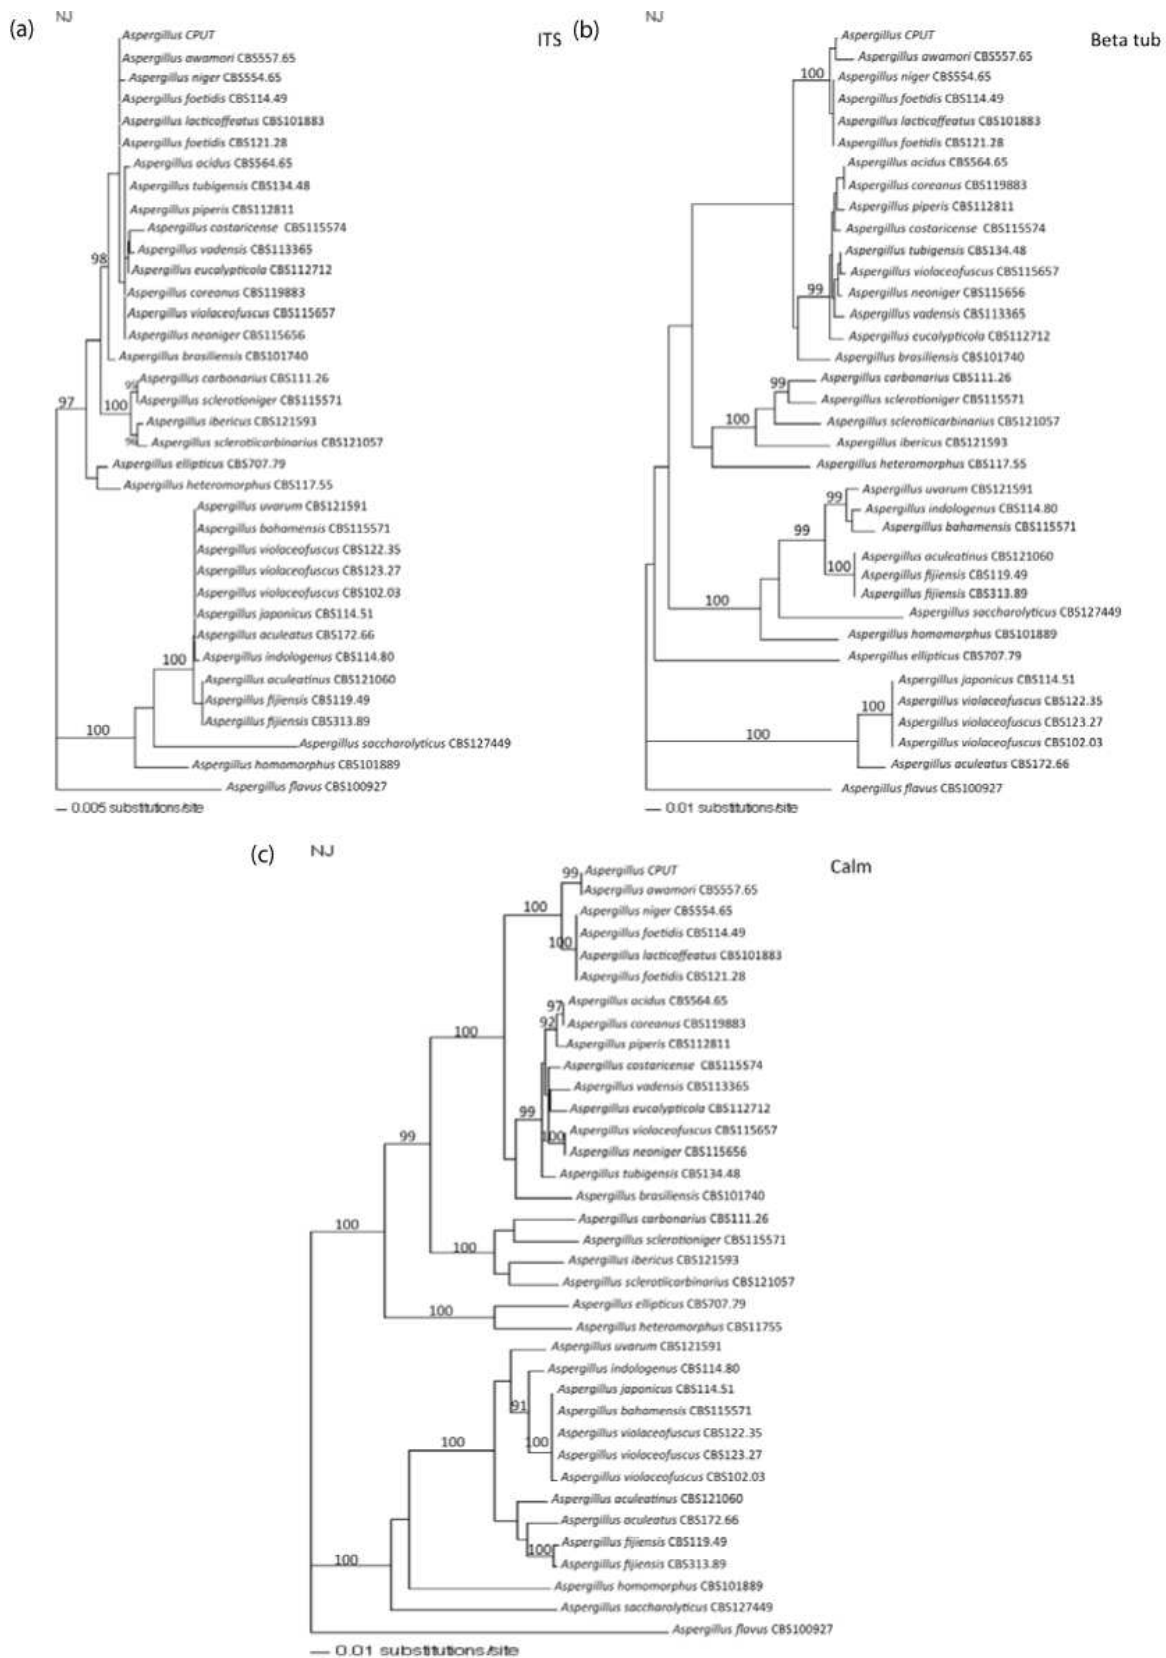 (a)
NJ
ITS
Aspergillus CPUT
Aspergillus awamori CBS557.65
Aspergillus niger CBS554.65
Aspergillus foetidis CBS114.49
Aspergillus lacticoffeatus CBS101883
Aspergillus foetidis CBS121.28
Aspergillus acidus CBS564.65
Aspergillus tubigensis CBS134.48
Aspergillus piperis CBS112811
Aspergillus costaricense CBS115574
Aspergillus vadensis CBS113365
98
Aspergillus eucalypticola CBS112712
Aspergillus coreanus CBS119883
Aspergillus violaceofuscus CBS115657
Aspergillus neoniger CBS115656
Aspergillus brasiliensis CBS101740
Aspergillus carbonarius CBS111.26
99
Aspergillus sclerotioniger CBS115571
97
100
Aspergillus ibericus CBS121593
Aspergillus sclerotiicarbinarius CBS121057
Aspergillus ellipticus CBS707.79
Aspergillus heteromorphus CBS117.55
Aspergillus uvarum CBS121591
Aspergillus bahamensis CBS115571
Aspergillus violaceofuscus CBS122.35
Aspergillus violaceofuscus CBS123.27
Aspergillus violaceofuscus CBS102.03
Aspergillus japonicus CBS114.51
Aspergillus aculeatus CBS172.66
Aspergillus indologenus CBS114.80
100
Aspergillus aculeatinus CBS121060
Aspergillus fijiensis CBS119.49
Aspergillus fijiensis CBS313.89
100
Aspergillus saccharolyticus CBS127449
Aspergillus homomorphus CBS101889
Aspergillus flavus CBS100927
0.005 substitutions/site
(b)
NJ
Beta tub
Aspergillus CPUT
Aspergillus awamori CBS557.65
100
Aspergillus niger CBS554.65
Aspergillus foetidis CBS114.49
Aspergillus lacticoffeatus CBS101883
Aspergillus foetidis CBS121.28
Aspergillus acidus CBS564.65
Aspergillus coreanus CBS119883
Aspergillus piperis CBS112811
Aspergillus costaricense CBS115574
Aspergillus tubigensis CBS134.48
Aspergillus violaceofuscus CBS115657
99
Aspergillus neoniger CBS115656
Aspergillus vadensis CBS113365
Aspergillus eucalypticola CBS112712
Aspergillus brasiliensis CBS101740
Aspergillus carbonarius CBS111.26
99
Aspergillus sclerotioniger CBS115571
100
Aspergillus sclerotiicarbinarius CBS121057
Aspergillus ibericus CBS121593
Aspergillus heteromorphus CBS117.55
Aspergillus uvarum CBS121591
99
Aspergillus indologenus CBS114.80
99
Aspergillus bahamensis CBS115571
Aspergillus aculeatinus CBS121060
100
Aspergillus fijiensis CBS119.49
Aspergillus fijiensis CBS313.89
100
Aspergillus saccharolyticus CBS127449
Aspergillus homomorphus CBS101889
Aspergillus ellipticus CBS707.79
Aspergillus japonicus CBS114.51
Aspergillus violaceofuscus CBS122.35
100
Aspergillus violaceofuscus CBS123.27
100
Aspergillus violaceofuscus CBS102.03
Aspergillus aculeatus CBS172.66
Aspergillus flavus CBS100927
0.01 substitutions/site
(c)
NJ
Calm
99
Aspergillus CPUT
Aspergillus awamori CBS557.65
100
Aspergillus niger CBS554.65
Aspergillus foetidis CBS114.49
100
Aspergillus lacticoffeatus CBS101883
Aspergillus foetidis CBS121.28
97
Aspergillus acidus CBS564.65
92
Aspergillus coreanus CBS119883
100
Aspergillus piperis CBS112811
Aspergillus costaricense CBS115574
Aspergillus vadensis CBS113365
99
Aspergillus eucalypticola CBS112712
99
100
Aspergillus violaceofuscus CBS115657
Aspergillus neoniger CBS115656
Aspergillus tubigensis CBS134.48
Aspergillus brasiliensis CBS101740
100
Aspergillus carbonarius CBS111.26
Aspergillus sclerotioniger CBS115571
100
Aspergillus ibericus CBS121593
Aspergillus sclerotiicarbinarius CBS121057
100
Aspergillus ellipticus CBS707.79
Aspergillus heteromorphus CBS11755
Aspergillus uvarum CBS121591
Aspergillus indologenus CBS114.80
Aspergillus japonicus CBS114.51
91
Aspergillus bahamensis CBS115571
Aspergillus violaceofuscus CBS122.35
100
100
Aspergillus violaceofuscus CBS123.27
Aspergillus violaceofuscus CBS102.03
Aspergillus aculeatinus CBS121060
Aspergillus aculeatus CBS172.66
Aspergillus fijiensis CBS119.49
100
Aspergillus fijiensis CBS313.89
100
Aspergillus homomorphus CBS101889
Aspergillus saccharolyticus CBS127449
Aspergillus flavus CBS100927
0.01 substitutions/site